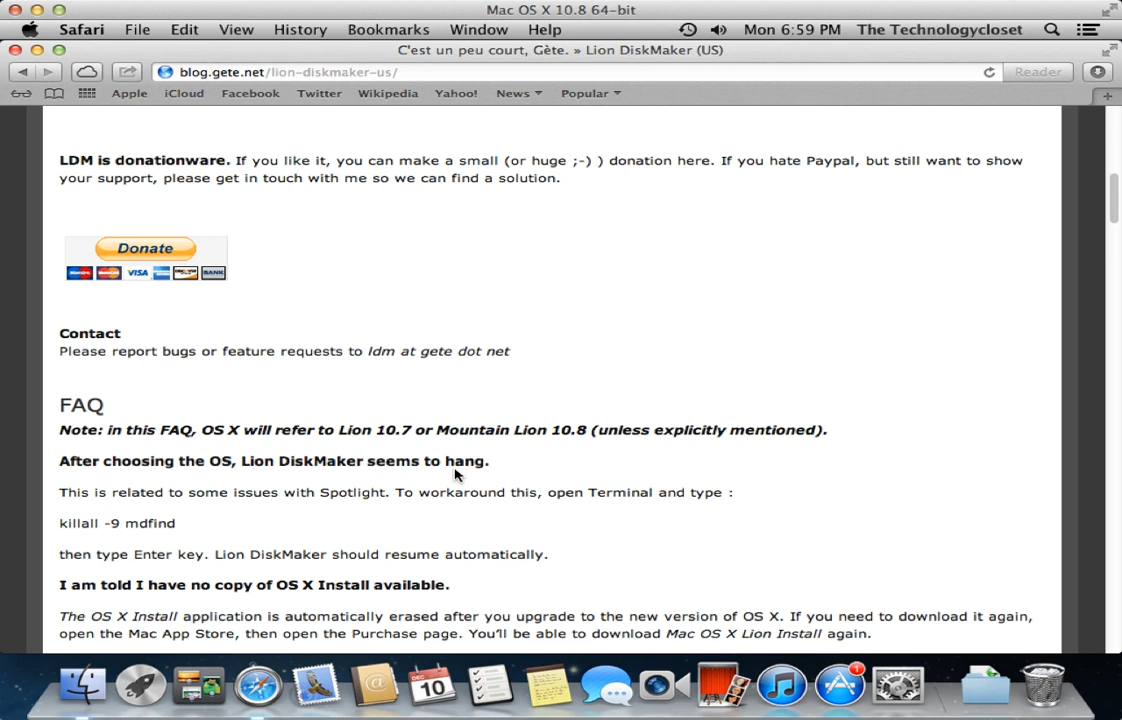 Mac OS X 10.8 64-bit
Safari File Edit View History Bookmarks Window Help Mon 6:59 PM The Technologycloset
C'est un peu court, Gète. » Lion DiskMaker (US)
blog.gete.net/lion-diskmaker-us/ Reader
Apple iCloud Facebook Twitter Wikipedia Yahoo! News ▼ Popular ▼
LDM is donationware. If you like it, you can make a small (or huge ;-) ) donation here. If you hate Paypal, but still want to show
your support, please get in touch with me so we can find a solution.
Donate
VISA BANK
Contact
Please report bugs or feature requests to ldm at gete dot net
FAQ
Note: in this FAQ, OS X will refer to Lion 10.7 or Mountain Lion 10.8 (unless explicitly mentioned).
After choosing the OS, Lion DiskMaker seems to hang.
This is related to some issues with Spotlight. To workaround this, open Terminal and type :
killall -9 mdfind
then type Enter key. Lion DiskMaker should resume automatically.
I am told I have no copy of OS X Install available.
The OS X Install application is automatically erased after you upgrade to the new version of OS X. If you need to download it again,
open the Mac App Store, then open the Purchase page. You'll be able to download Mac OS X Lion Install again.
DEC
10
1